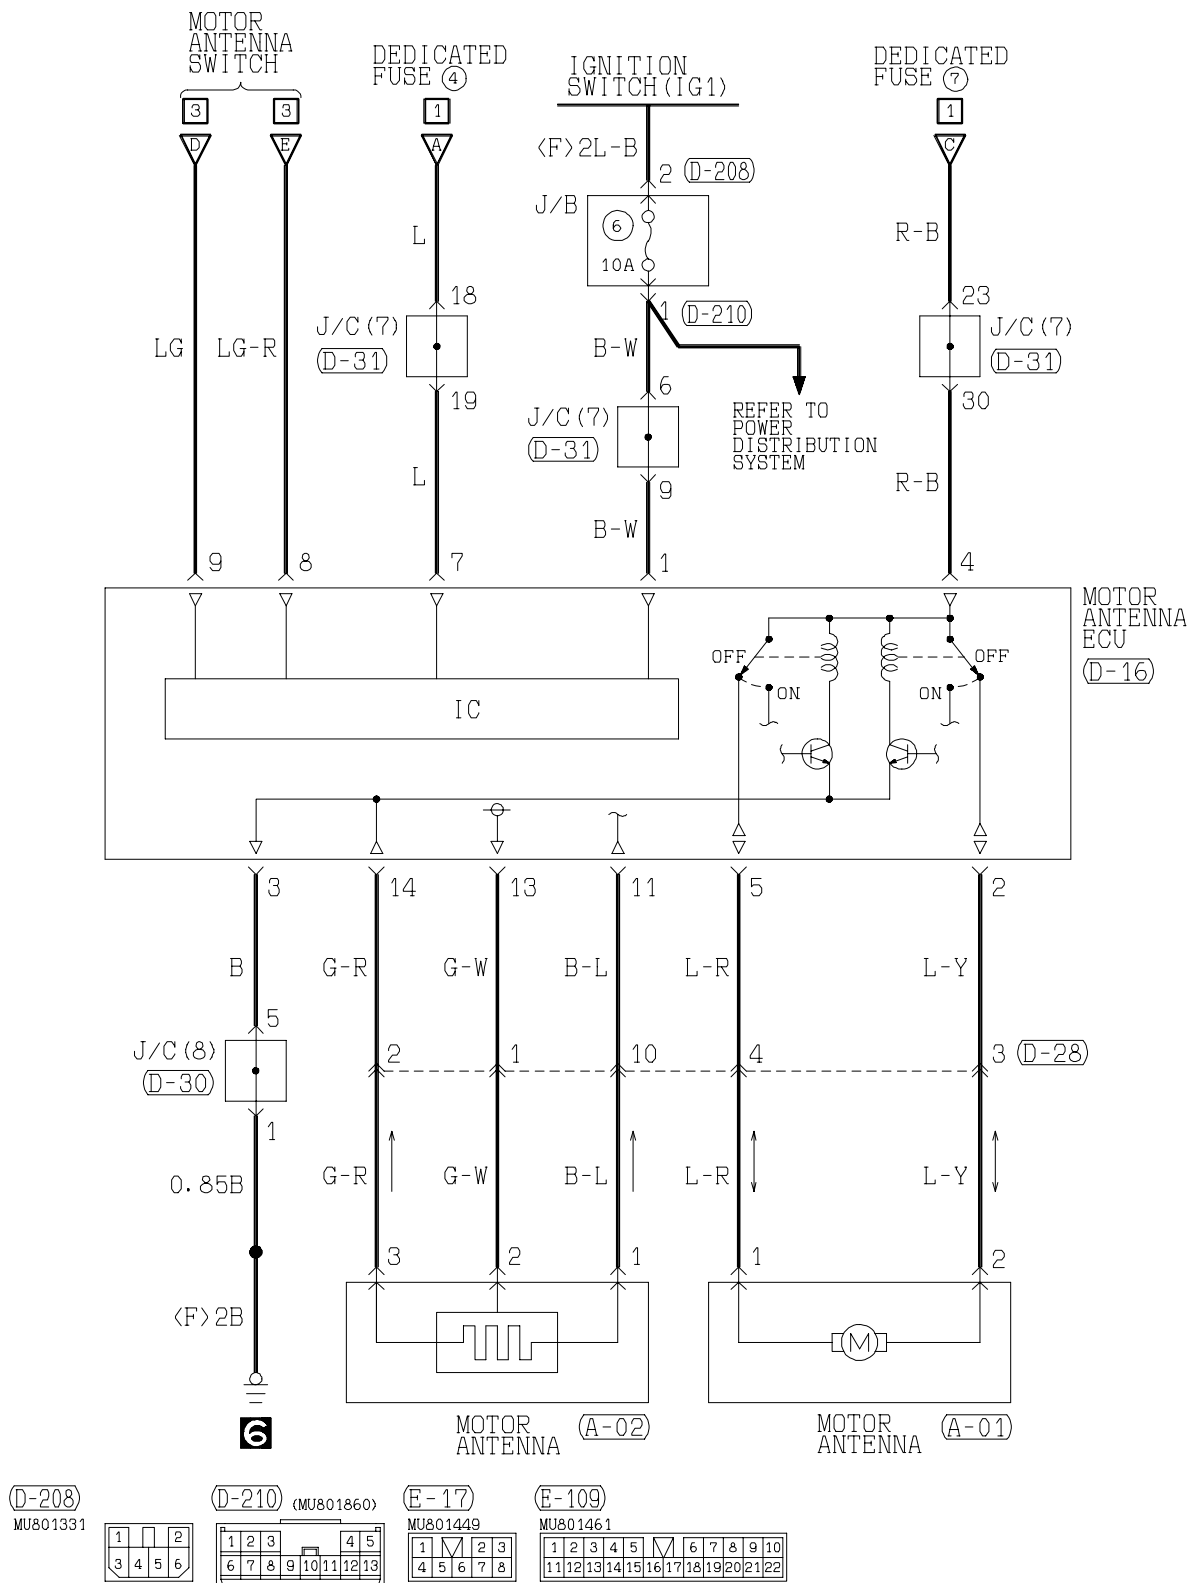 MOTOR
ANTENNA
SWITCH
DEDICATED
FUSE ④
IGNITION
SWITCH(IG1)
DEDICATED
FUSE ⑦
3
3
1
1
D
E
A
C
<F>2L-B
2
D-208
J/B
6
10A
L
R-B
18
1
D-210
23
J/C(7)
D-31
J/C(7)
D-31
LG
LG-R
B-W
19
6
30
J/C(7)
D-31
REFER TO
POWER
DISTRIBUTION
SYSTEM
L
9
R-B
B-W
9
8
7
1
4
MOTOR
ANTENNA
ECU
D-16
OFF
OFF
ON
ON
IC
3
14
13
11
5
2
B
G-R
G-W
B-L
L-R
L-Y
5
J/C(8)
D-30
2
1
10
4
3
D-28
1
0.85B
G-R
G-W
B-L
L-R
L-Y
3
2
1
1
2
<F>2B
M
6
MOTOR
ANTENNA
A-02
MOTOR
ANTENNA
A-01
D-208
MU801331
1 2
3 4 5 6
D-210
(MU801860)
1 2 3 4 5
6 7 8 9 10 11 12 13
E-17
MU801449
1 2 3
4 5 6 7 8
E-109
MU801461
1 2 3 4 5 6 7 8 9 10
11 12 13 14 15 16 17 18 19 20 21 22